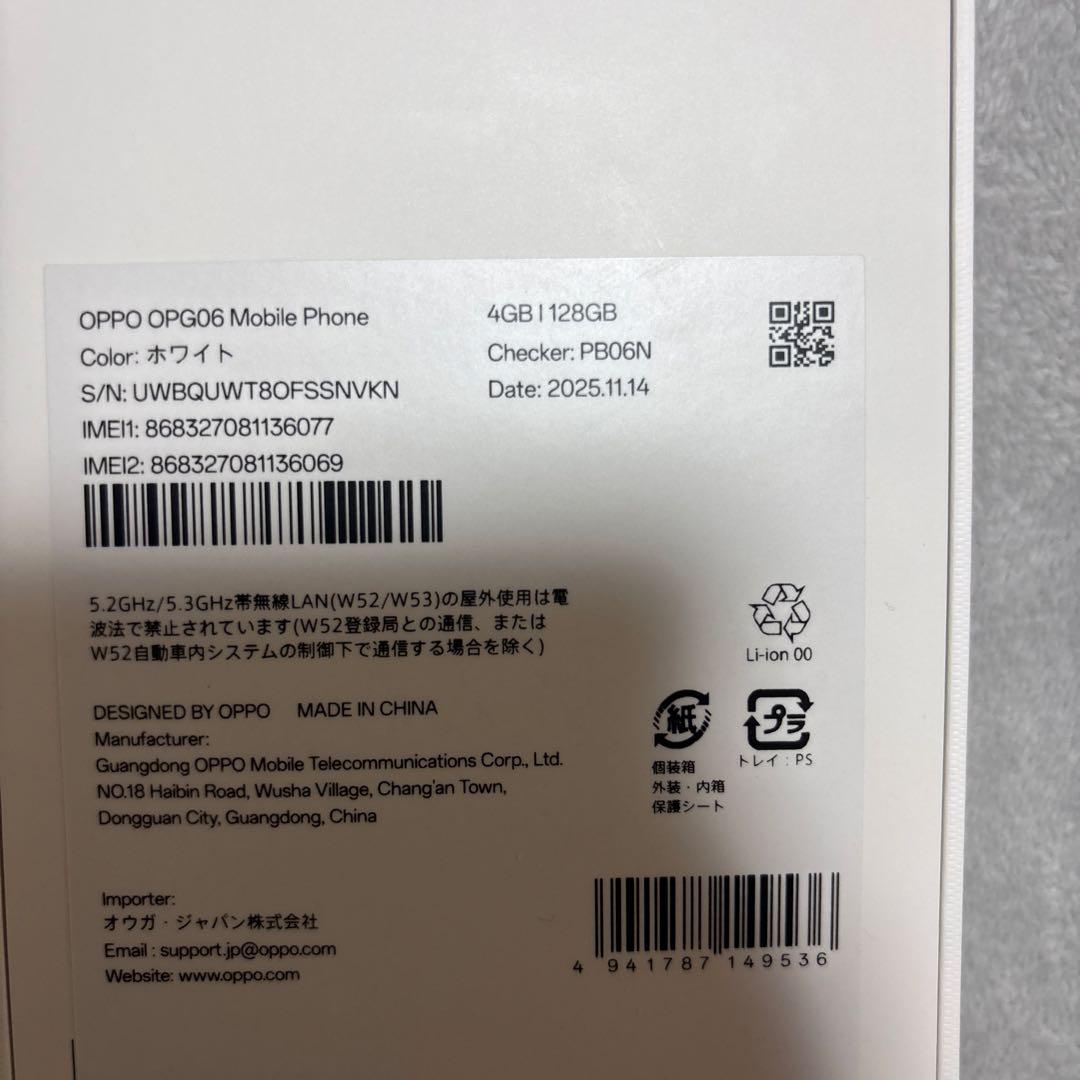 OPPO OPG06 Mobile Phone
4GB | 128GB
Color: ホワイト
Checker: PB06N
S/N: UWBQUWT8OFSSNVKN
Date: 2025.11.14
IMEI1: 868327081136077
IMEI2: 868327081136069
5.2GHz/5.3GHz帯無線LAN(W52/W53)の屋外使用は電
波法で禁止されています(W52登録局との通信、または
W52自動車内システムの制御下で通信する場合を除く)
Li-ion 00
DESIGNED BY OPPO MADE IN CHINA
Manufacturer:
Guangdong OPPO Mobile Telecommunications Corp., Ltd.
NO.18 Haibin Road, Wusha Village, Chang'an Town,
Dongguan City, Guangdong, China
紙
個装箱
外装・内箱
保護シート
プラ
トレイ：PS
Importer:
オウガ・ジャパン株式会社
Email : support.jp@oppo.com
Website: www.oppo.com
4 941787 149536